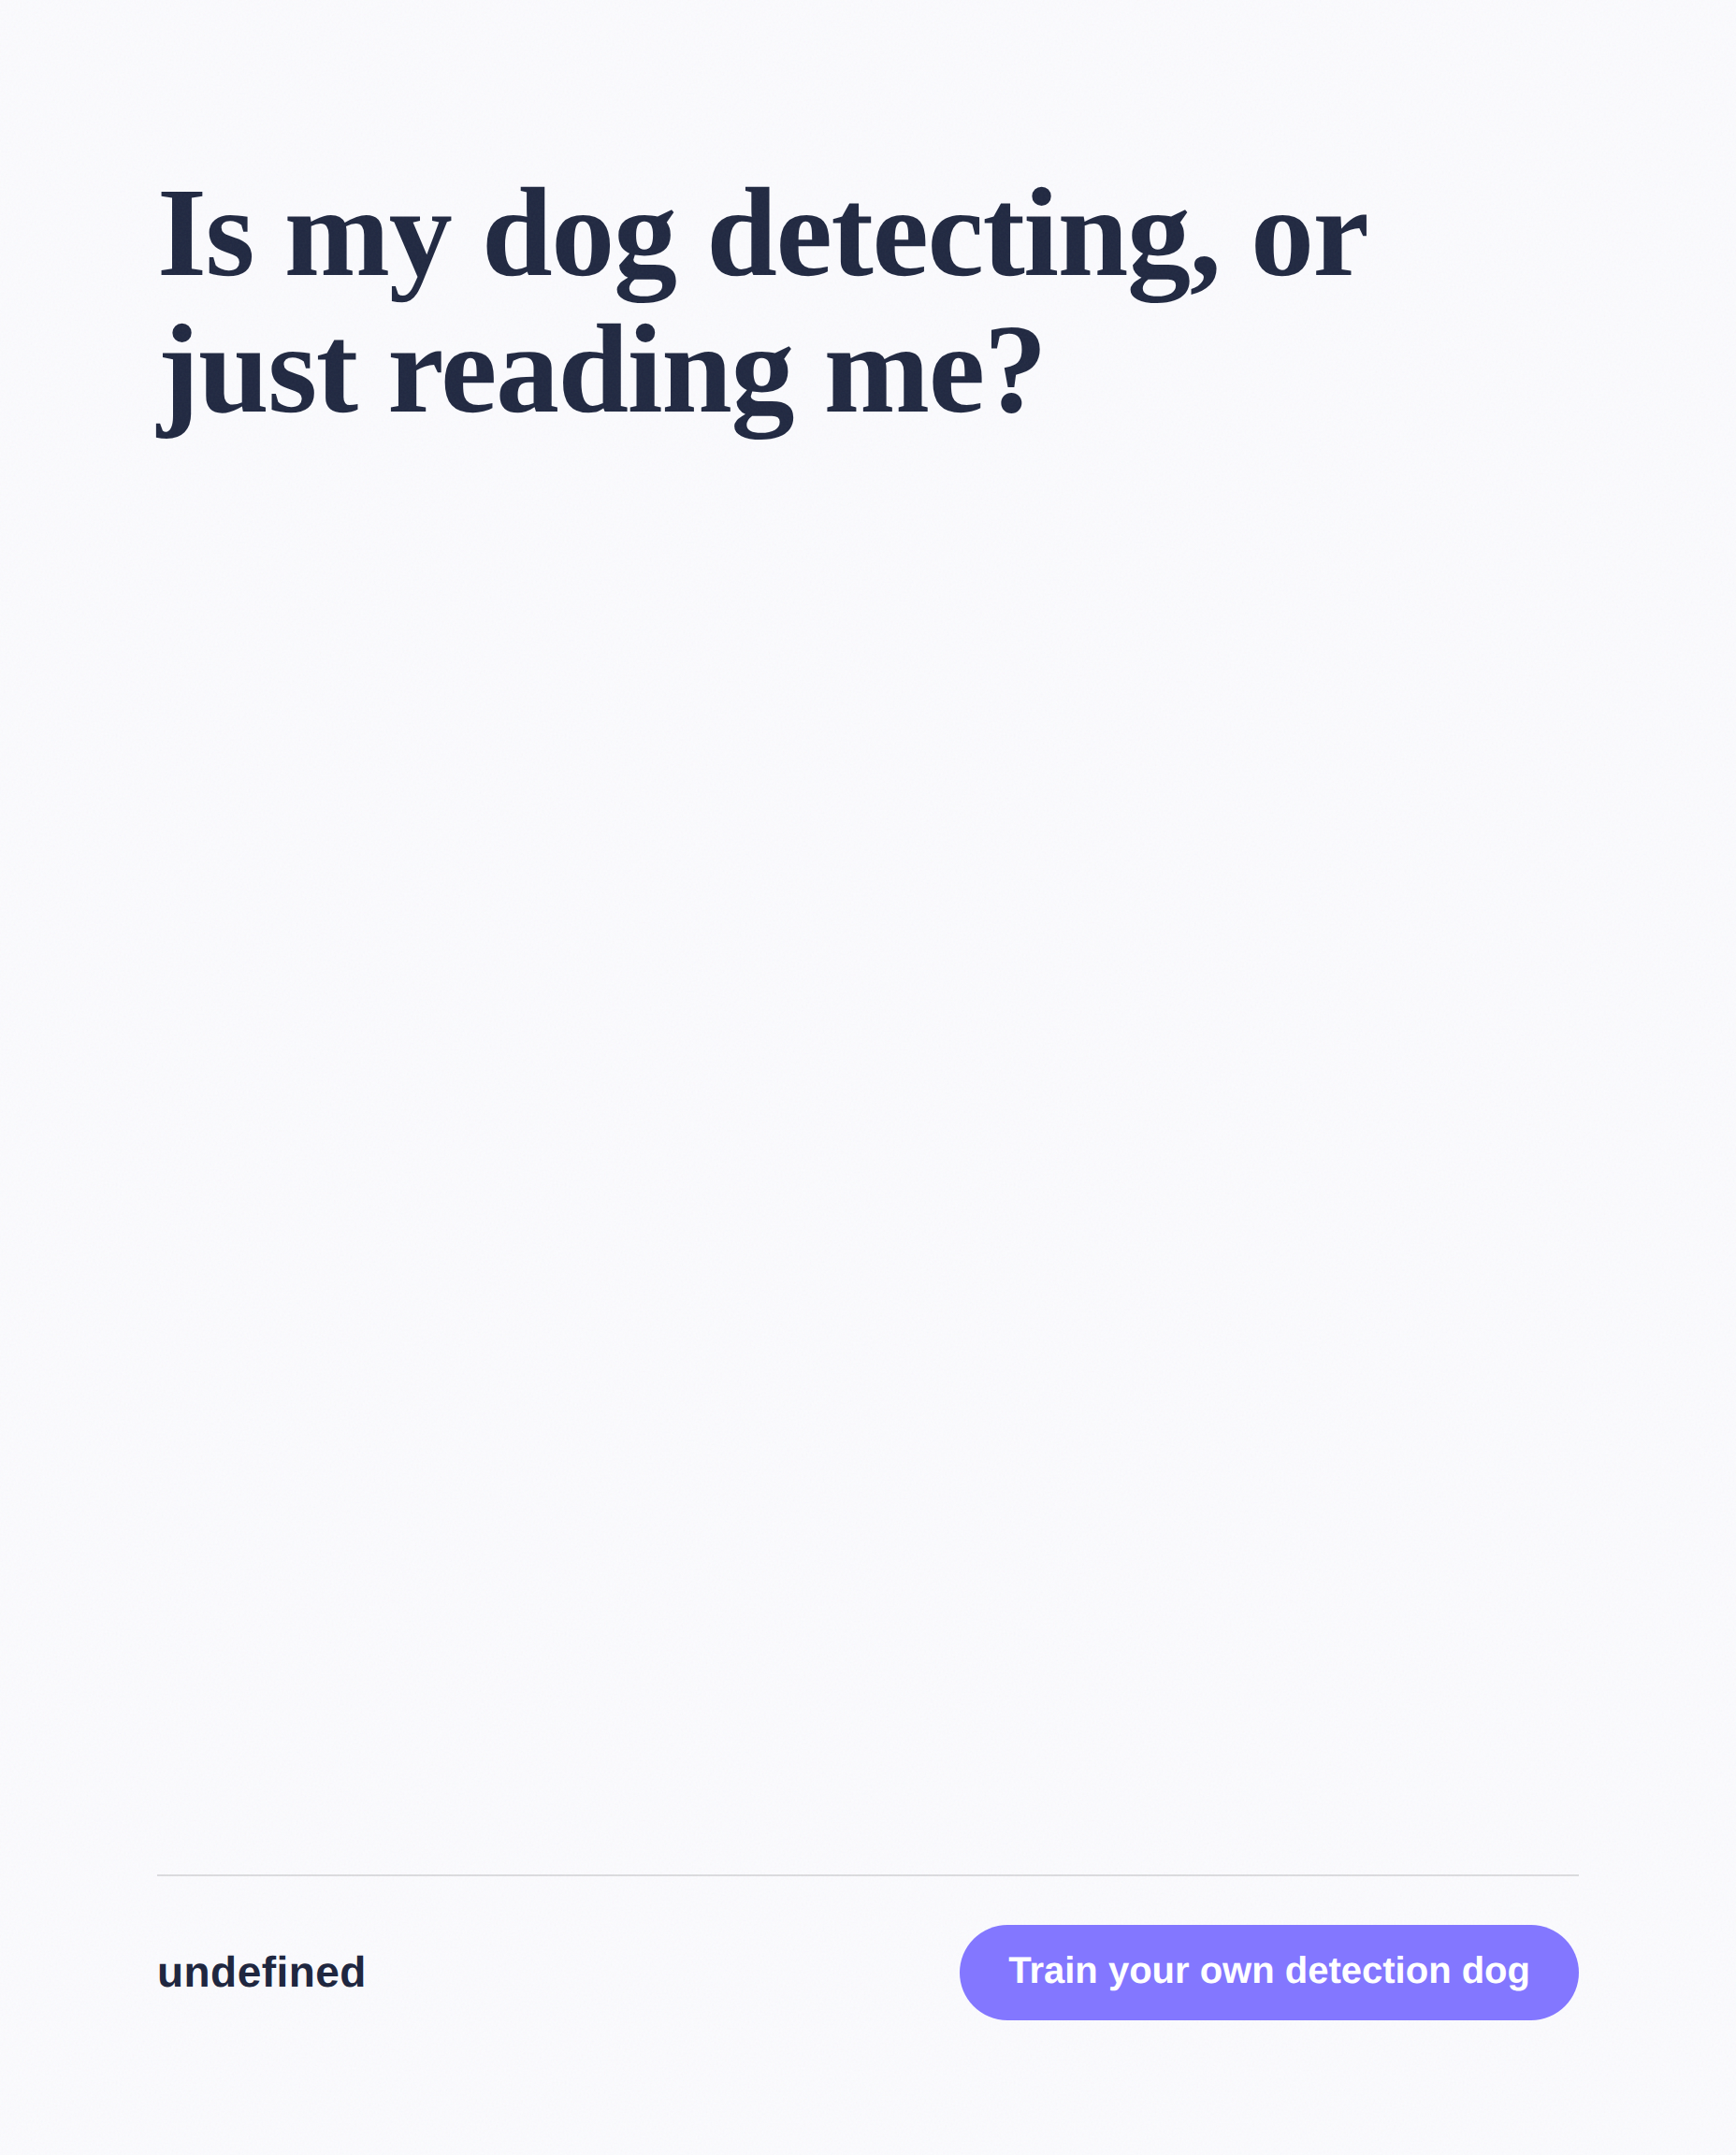 Is my dog detecting, or
just reading me?
undefined
Train your own detection dog